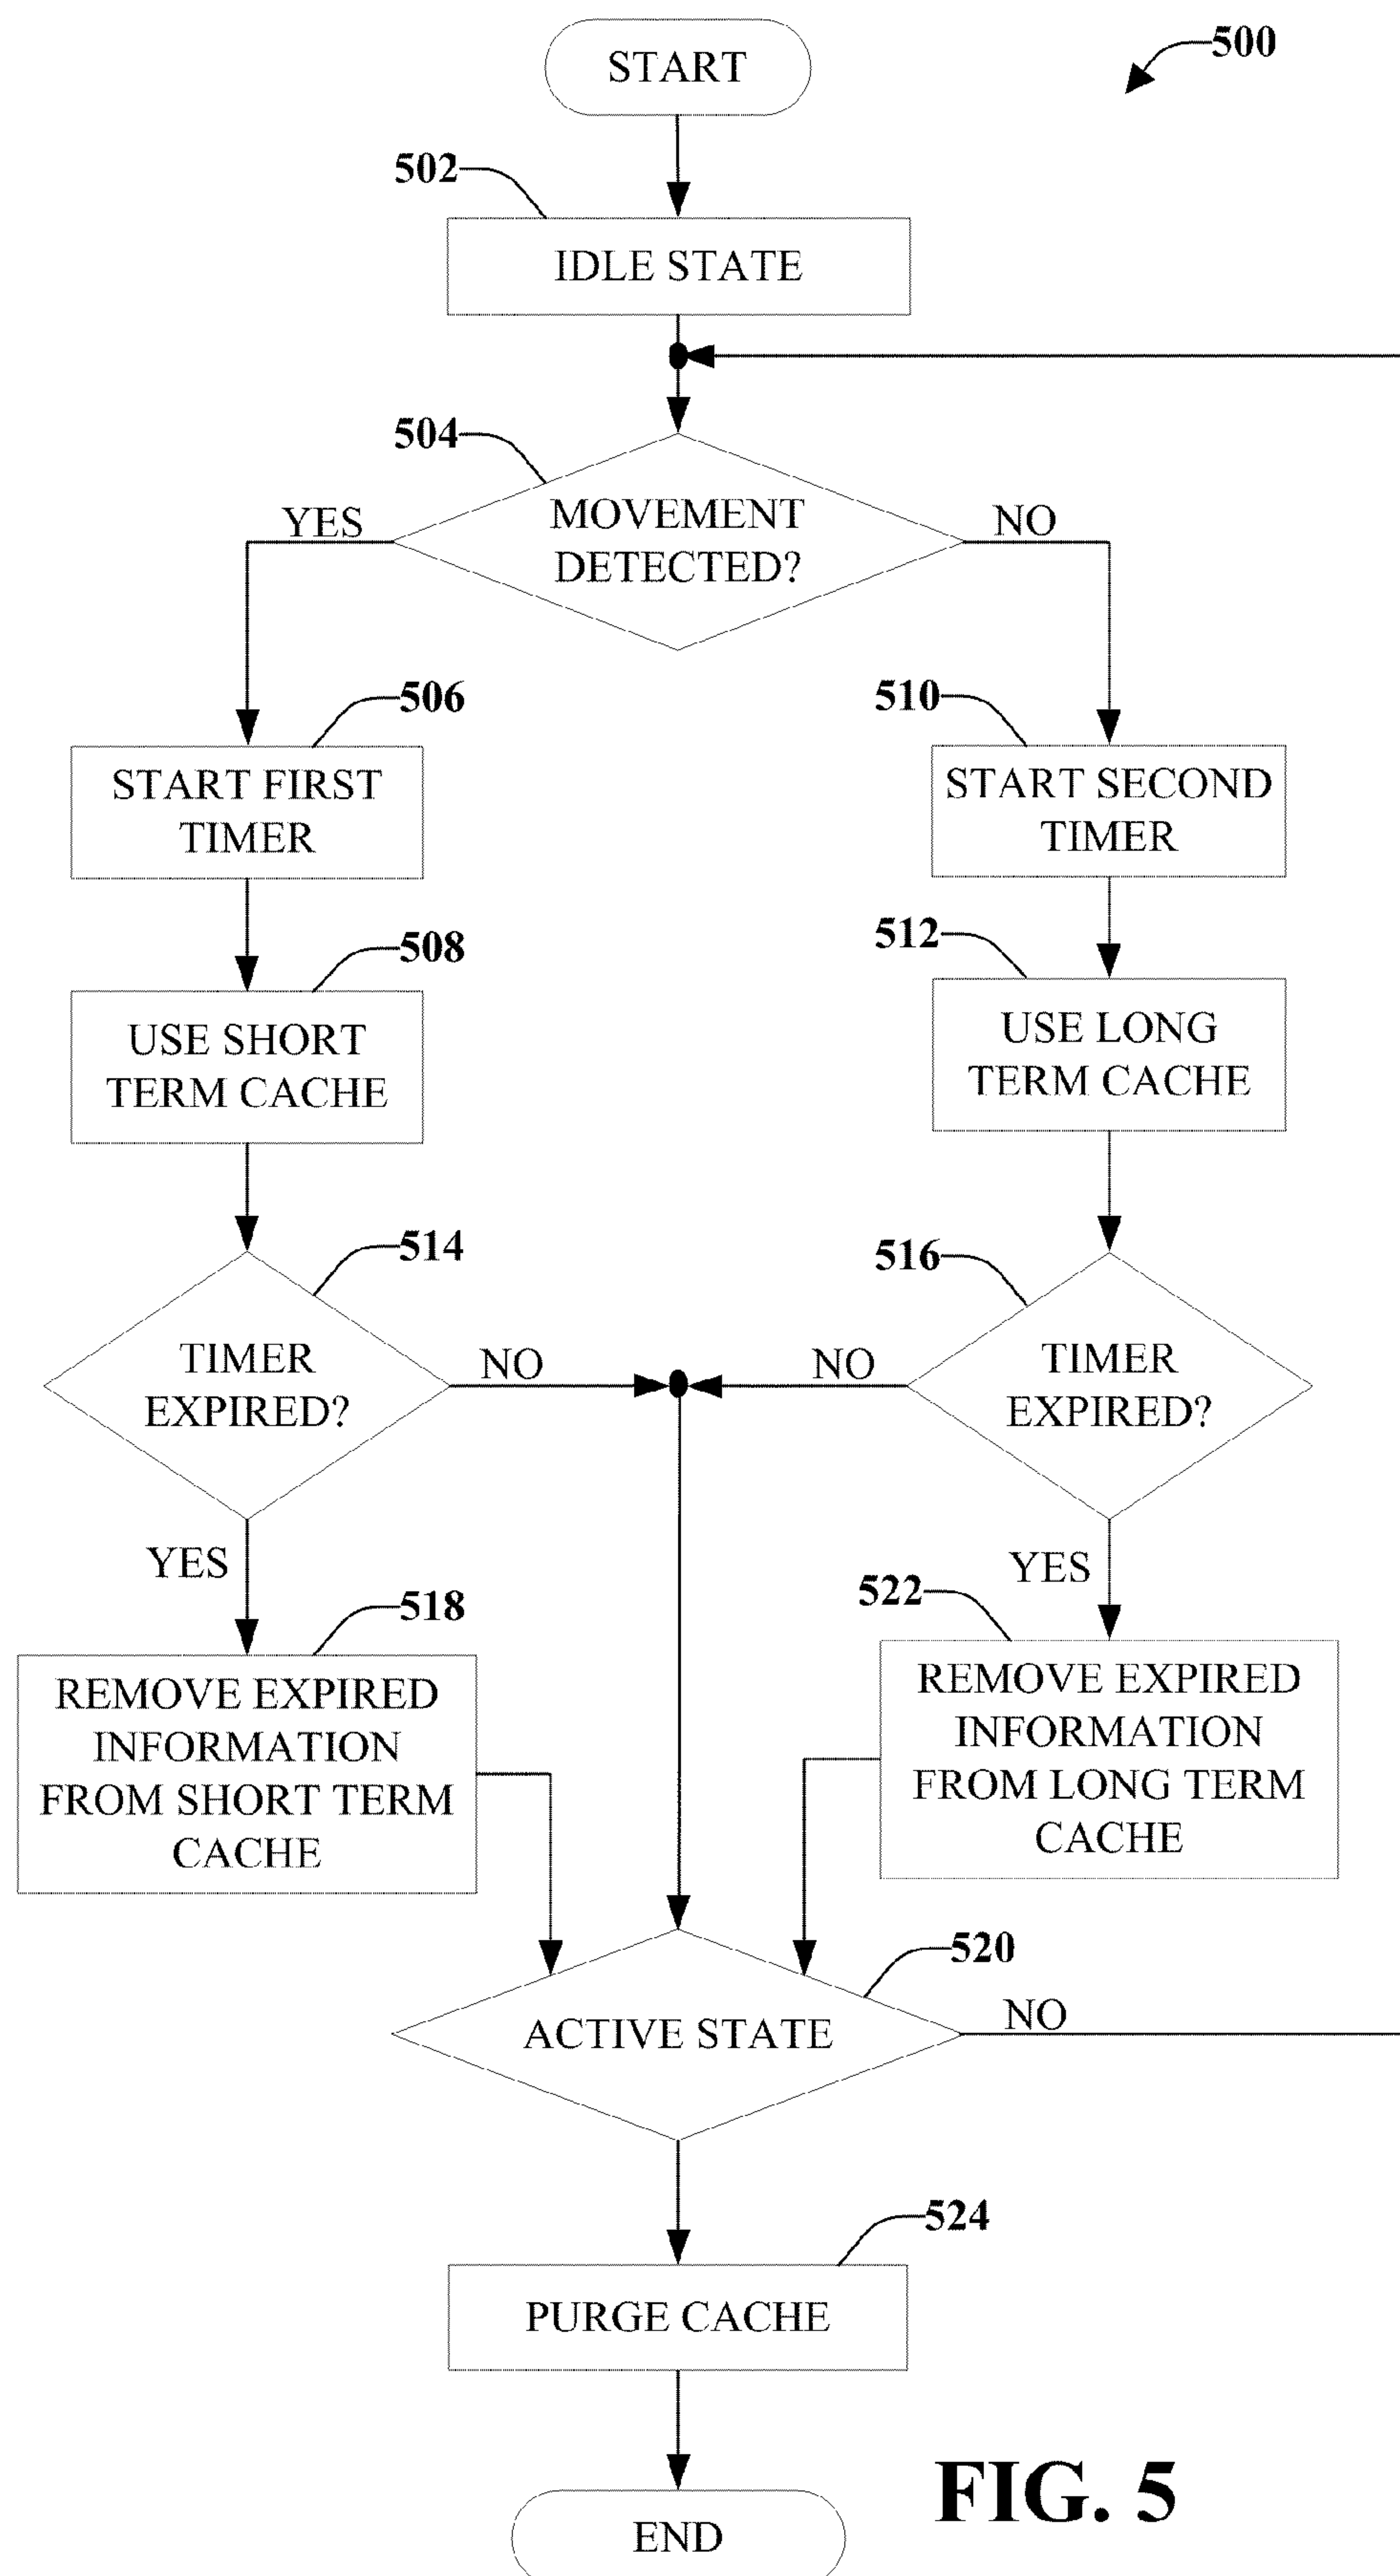 START
500
502
IDLE STATE
504
MOVEMENT
DETECTED?
YES
NO
506
START FIRST
TIMER
510
START SECOND
TIMER
508
USE SHORT
TERM CACHE
512
USE LONG
TERM CACHE
514
TIMER
EXPIRED?
NO
516
TIMER
EXPIRED?
NO
YES
YES
518
REMOVE EXPIRED
INFORMATION
FROM SHORT TERM
CACHE
522
REMOVE EXPIRED
INFORMATION
FROM LONG TERM
CACHE
520
ACTIVE STATE
NO
524
PURGE CACHE
END
FIG. 5